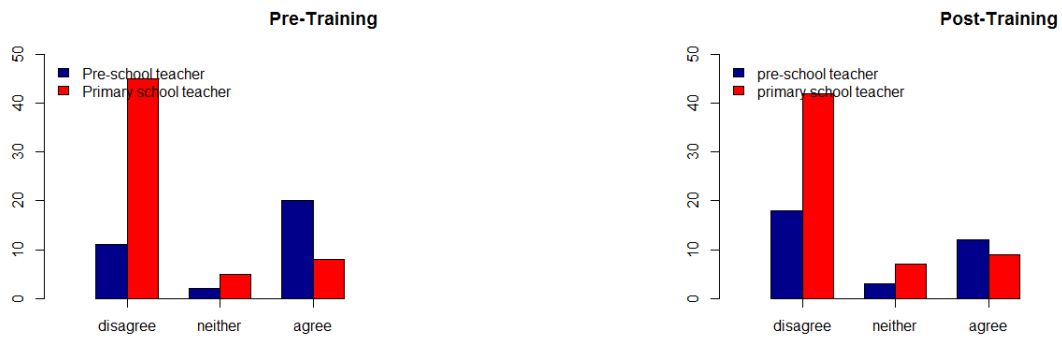 Pre-Training
50
40
30
20
10
0
Pre-school teacher
Primary school teacher
disagree neither agree
Post-Training
50
40
30
20
10
0
pre-school teacher
primary school teacher
disagree neither agree